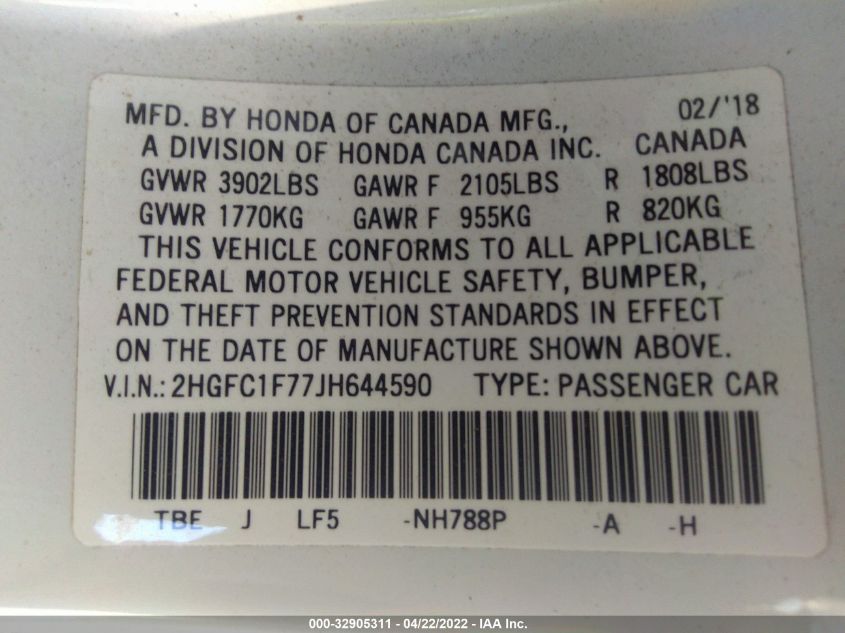 MFD. BY HONDA OF CANADA MFG., 02/'18
A DIVISION OF HONDA CANADA INC. CANADA
GVWR 3902LBS GAWR F 2105LBS R 1808LBS
GVWR 1770KG GAWR F 955KG R 820KG
THIS VEHICLE CONFORMS TO ALL APPLICABLE
FEDERAL MOTOR VEHICLE SAFETY, BUMPER,
AND THEFT PREVENTION STANDARDS IN EFFECT
ON THE DATE OF MANUFACTURE SHOWN ABOVE.
V.I.N.: 2HGFC1F77JH644590 TYPE: PASSENGER CAR
TBE J LF5 -NH788P -A -H
000-32905311 - 04/22/2022 - IAA Inc.